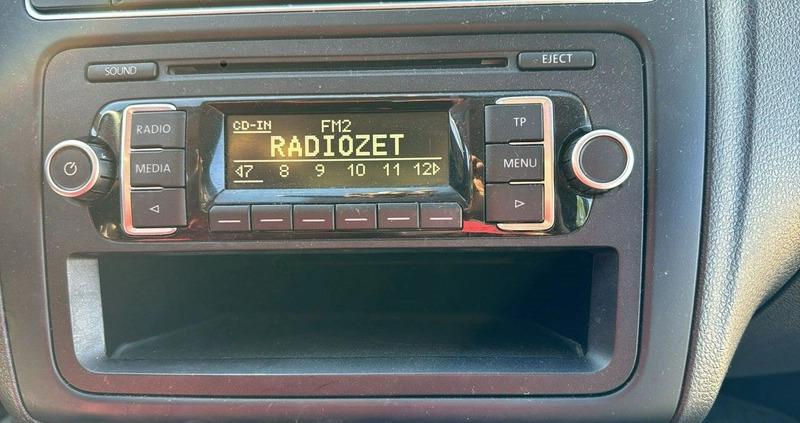 SOUND
EJECT
RADIO
MEDIA
CD-IN FM2
RADIOZET
7 8 9 10 11 12
TP
MENU